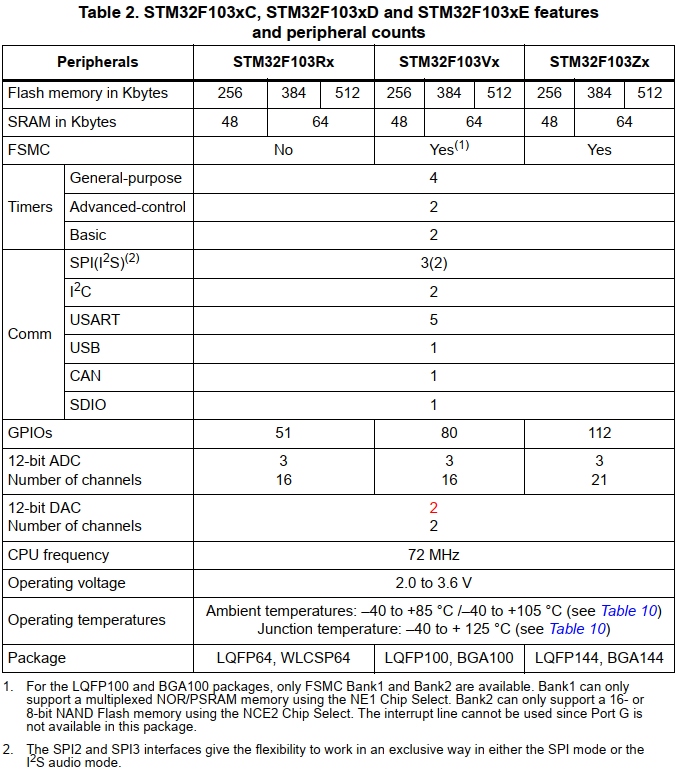 Table 2. STM32F103xC, STM32F103xD and STM32F103xE features
and peripheral counts
Peripherals STM32F103Rx STM32F103Vx STM32F103Zx
Flash memory in Kbytes 256 384 512 256 384 512 256 384 512
SRAM in Kbytes 48 64 48 64 48 64
FSMC No Yes(1) Yes
Timers
General-purpose 4
Advanced-control 2
Basic 2
Comm
SPI(I2S)(2) 3(2)
I2C 2
USART 5
USB 1
CAN 1
SDIO 1
GPIOs 51 80 112
12-bit ADC 3 3 3
Number of channels 16 16 21
12-bit DAC 2
Number of channels 2
CPU frequency 72 MHz
Operating voltage 2.0 to 3.6 V
Operating temperatures
Ambient temperatures: –40 to +85 °C /–40 to +105 °C (see Table 10)
Junction temperature: –40 to + 125 °C (see Table 10)
Package LQFP64, WLCSP64 LQFP100, BGA100 LQFP144, BGA144
1. For the LQFP100 and BGA100 packages, only FSMC Bank1 and Bank2 are available. Bank1 can only
support a multiplexed NOR/PSRAM memory using the NE1 Chip Select. Bank2 can only support a 16- or
8-bit NAND Flash memory using the NCE2 Chip Select. The interrupt line cannot be used since Port G is
not available in this package.
2. The SPI2 and SPI3 interfaces give the flexibility to work in an exclusive way in either the SPI mode or the
I2S audio mode.